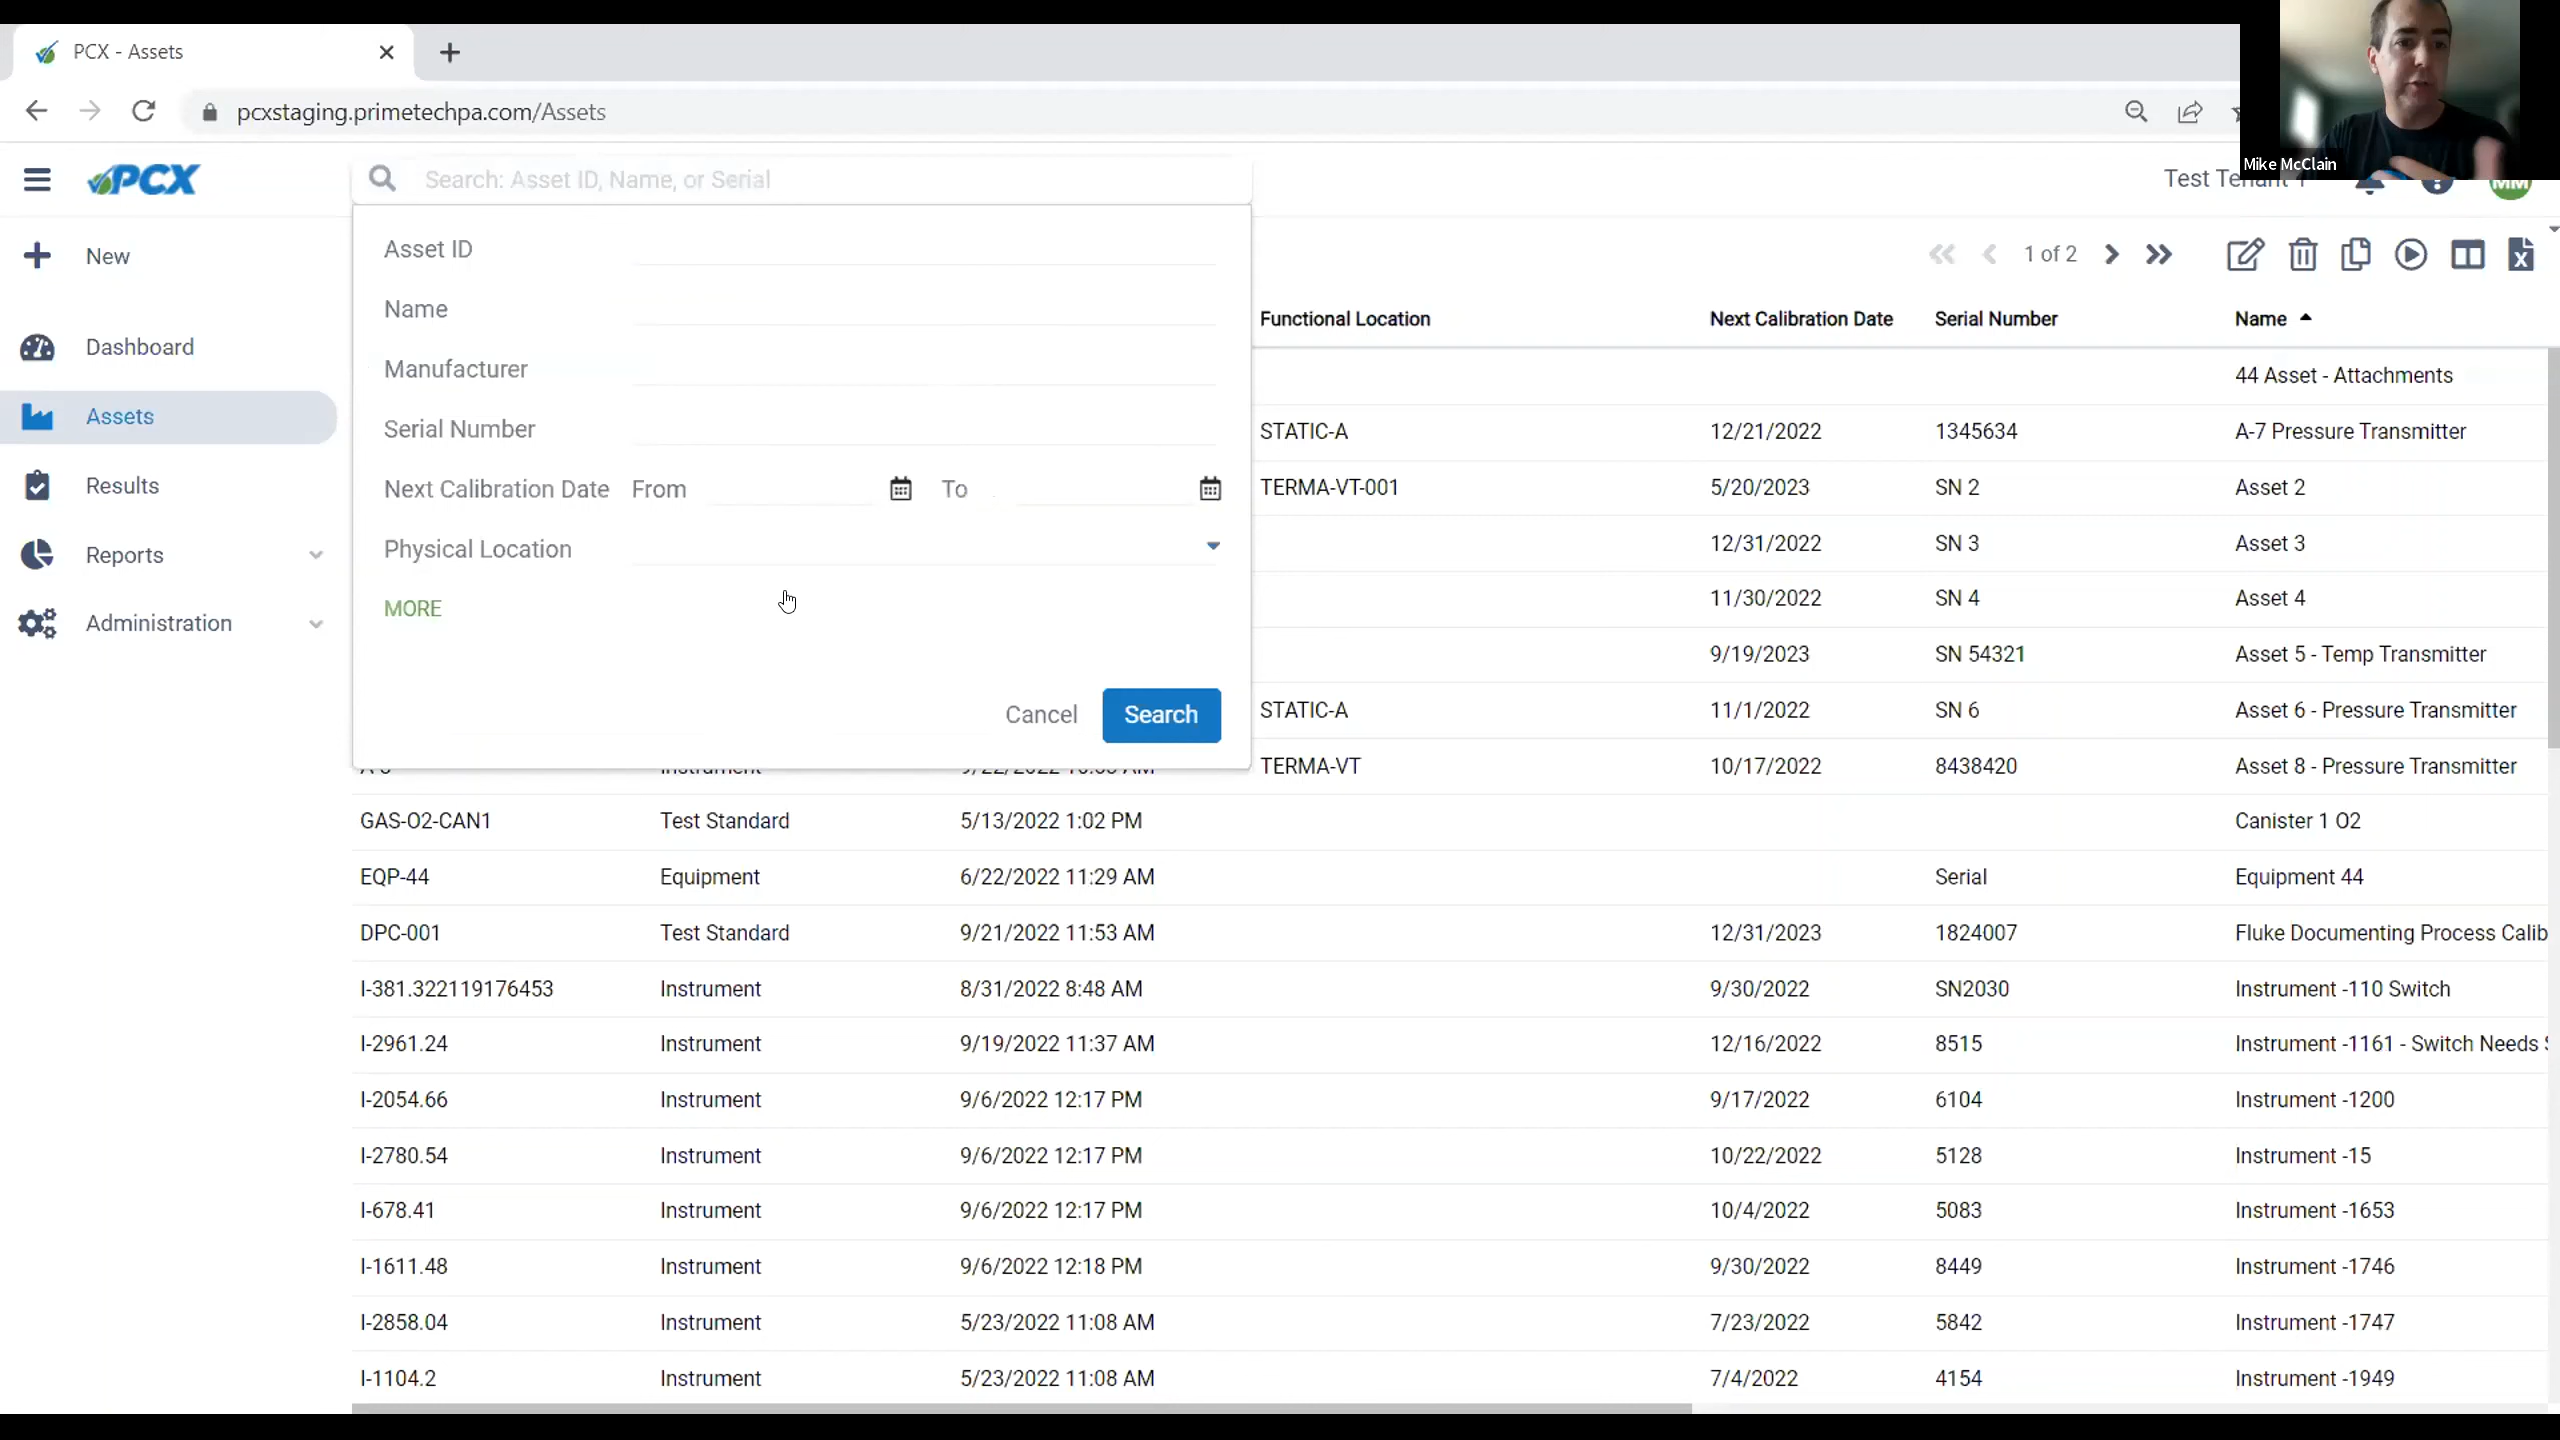 PCX - Assets
pcxstaging.primetechpa.com/Assets
Mike McClain
PCX
Search: Asset ID, Name, or Serial
Test Tenant
MM
New
Dashboard
Assets
Results
Reports
Administration
Asset ID
Name
Manufacturer
Serial Number
Next Calibration Date From To
Physical Location
MORE
Cancel Search
1 of 2
Functional Location Next Calibration Date Serial Number Name
44 Asset - Attachments
STATIC-A 12/21/2022 1345634 A-7 Pressure Transmitter
TERMA-VT-001 5/20/2023 SN 2 Asset 2
12/31/2022 SN 3 Asset 3
11/30/2022 SN 4 Asset 4
9/19/2023 SN 54321 Asset 5 - Temp Transmitter
STATIC-A 11/1/2022 SN 6 Asset 6 - Pressure Transmitter
Instrument TERMA-VT 10/17/2022 8438420 Asset 8 - Pressure Transmitter
GAS-O2-CAN1 Test Standard 5/13/2022 1:02 PM Canister 1 O2
EQP-44 Equipment 6/22/2022 11:29 AM Serial Equipment 44
DPC-001 Test Standard 9/21/2022 11:53 AM 12/31/2023 1824007 Fluke Documenting Process Calib
I-381.322119176453 Instrument 8/31/2022 8:48 AM 9/30/2022 SN2030 Instrument -110 Switch
I-2961.24 Instrument 9/19/2022 11:37 AM 12/16/2022 8515 Instrument -1161 - Switch Needs
I-2054.66 Instrument 9/6/2022 12:17 PM 9/17/2022 6104 Instrument -1200
I-2780.54 Instrument 9/6/2022 12:17 PM 10/22/2022 5128 Instrument -15
I-678.41 Instrument 9/6/2022 12:17 PM 10/4/2022 5083 Instrument -1653
I-1611.48 Instrument 9/6/2022 12:18 PM 9/30/2022 8449 Instrument -1746
I-2858.04 Instrument 5/23/2022 11:08 AM 7/23/2022 5842 Instrument -1747
I-1104.2 Instrument 5/23/2022 11:08 AM 7/4/2022 4154 Instrument -1949